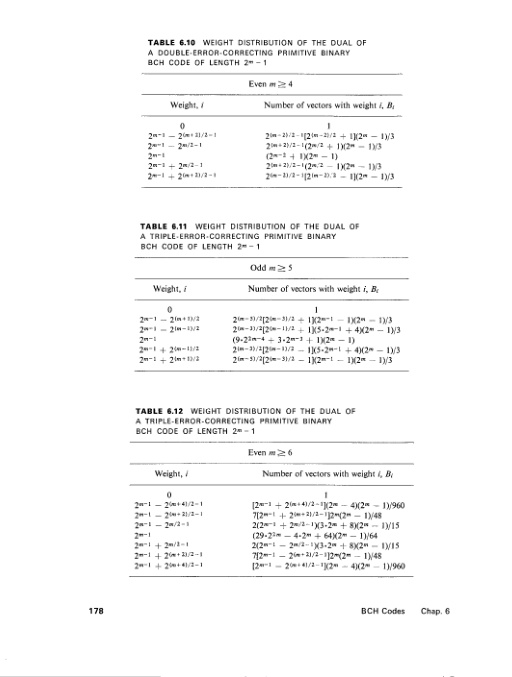 TABLE 6.10 WEIGHT DISTRIBUTION OF THE DUAL OF
A DOUBLE-ERROR-CORRECTING PRIMITIVE BINARY
BCH CODE OF LENGTH 2^m − 1
Even m ≥ 4
Weight, i Number of vectors with weight i, B_i
0 1
2^{m−1} − 2^{(m+2)/2−1} 2^{(m−2)/2−1}[2^{(m−2)/2} + 1](2^m − 1)/3
2^{m−1} − 2^{m/2−1} 2^{(m+2)/2−1}(2^{m/2} + 1)(2^m − 1)/3
2^{m−1} (2^{m−2} + 1)(2^m − 1)
2^{m−1} + 2^{m/2−1} 2^{(m+2)/2−1}(2^{m/2} − 1)(2^m − 1)/3
2^{m−1} + 2^{(m+2)/2−1} 2^{(m−2)/2−1}[2^{(m−2)/2} − 1](2^m − 1)/3
TABLE 6.11 WEIGHT DISTRIBUTION OF THE DUAL OF
A TRIPLE-ERROR-CORRECTING PRIMITIVE BINARY
BCH CODE OF LENGTH 2^m − 1
Odd m ≥ 5
Weight, i Number of vectors with weight i, B_i
0 1
2^{m−1} − 2^{(m+1)/2} 2^{(m−5)/2}[2^{(m−3)/2} + 1](2^{m−1} − 1)(2^m − 1)/3
2^{m−1} − 2^{(m−1)/2} 2^{(m−3)/2}[2^{(m−1)/2} + 1](5·2^{m−1} + 4)(2^m − 1)/3
2^{m−1} (9·2^{2m−4} + 3·2^{m−3} + 1)(2^m − 1)
2^{m−1} + 2^{(m−1)/2} 2^{(m−3)/2}[2^{(m−1)/2} − 1](5·2^{m−1} + 4)(2^m − 1)/3
2^{m−1} + 2^{(m+1)/2} 2^{(m−5)/2}[2^{(m−3)/2} − 1](2^{m−1} − 1)(2^m − 1)/3
TABLE 6.12 WEIGHT DISTRIBUTION OF THE DUAL OF
A TRIPLE-ERROR-CORRECTING PRIMITIVE BINARY
BCH CODE OF LENGTH 2^m − 1
Even m ≥ 6
Weight, i Number of vectors with weight i, B_i
0 1
2^{m−1} − 2^{(m+4)/2−1} [2^{m−1} + 2^{(m+4)/2−1}](2^m − 4)(2^m − 1)/960
2^{m−1} − 2^{(m+2)/2−1} 7[2^{m−1} + 2^{(m+2)/2−1}]2^m(2^m − 1)/48
2^{m−1} − 2^{m/2−1} 2(2^{m−1} + 2^{m/2−1})(3·2^m + 8)(2^m − 1)/15
2^{m−1} (29·2^{2m} − 4·2^m + 64)(2^m − 1)/64
2^{m−1} + 2^{m/2−1} 2(2^{m−1} − 2^{m/2−1})(3·2^m + 8)(2^m − 1)/15
2^{m−1} + 2^{(m+2)/2−1} 7[2^{m−1} − 2^{(m+2)/2−1}]2^m(2^m − 1)/48
2^{m−1} + 2^{(m+4)/2−1} [2^{m−1} − 2^{(m+4)/2−1}](2^m − 4)(2^m − 1)/960
178 BCH Codes Chap. 6